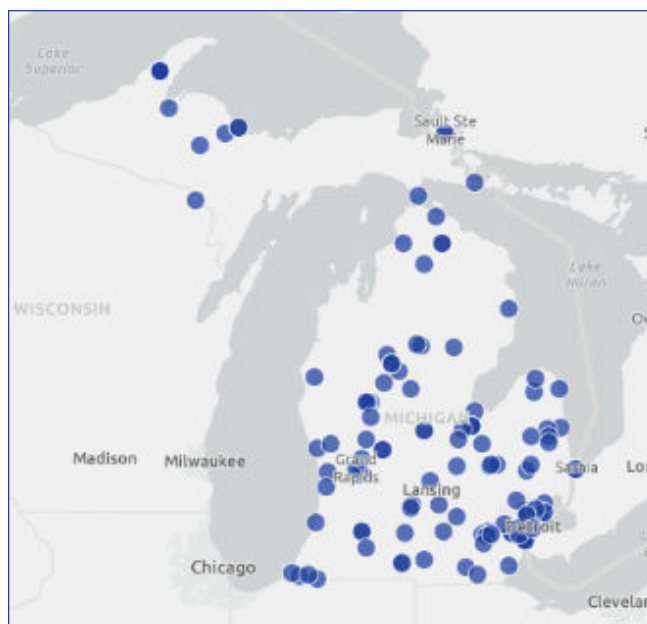 Lake
Superior
Sault Ste
Marie
Lake
Huron
WISCONSIN
MICHIGAN
Madison
Milwaukee
Grand
Rapids
Sarnia
Lansing
Detroit
Chicago